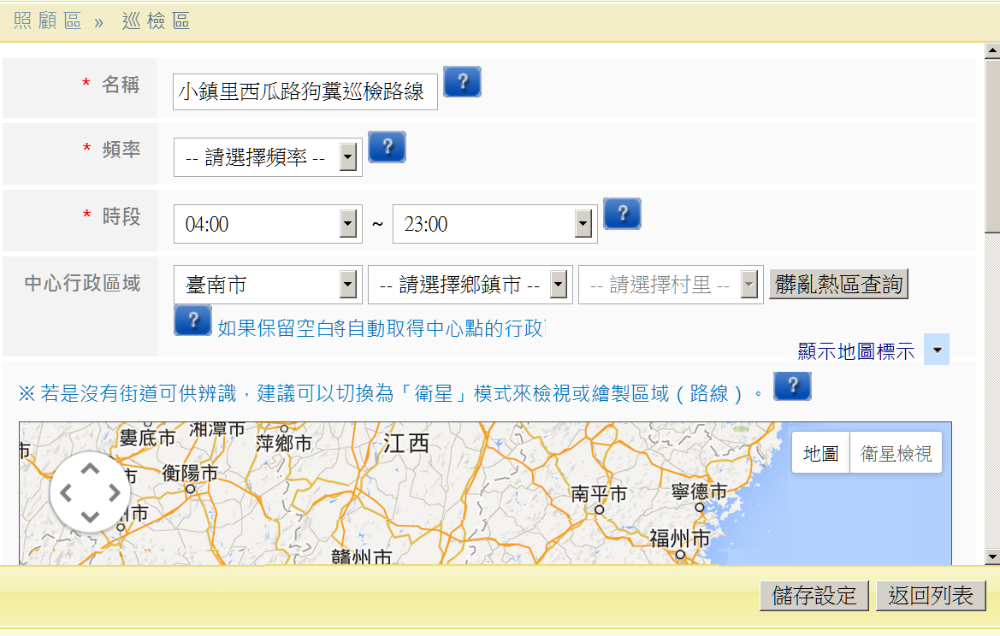 照顧區 » 巡檢區
* 名稱 小鎮里西瓜路狗糞巡檢路線 ?
* 頻率 -- 請選擇頻率 -- ?
* 時段 04:00 ~ 23:00 ?
中心行政區域 臺南市 -- 請選擇鄉鎮市 -- -- 請選擇村里 -- 髒亂熱區查詢
? 如果保留空白將自動取得中心點的行政
顯示地圖標示
※ 若是沒有街道可供辨識，建議可以切換為「衛星」模式來檢視或繪製區域（路線）。 ?
市 婁底市 湘潭市 萍鄉市 江西
地圖 衛星檢視
市 衡陽市 南平市 寧德市
州市 福州市
贛州市
儲存設定 返回列表